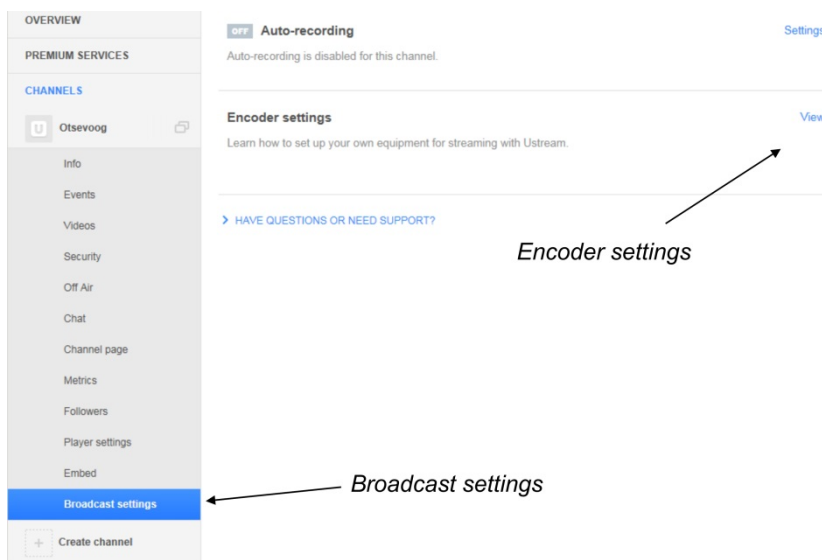 OVERVIEW
PREMIUM SERVICES
CHANNELS
U Otsevoog
Info
Events
Videos
Security
Off Air
Chat
Channel page
Metrics
Followers
Player settings
Embed
Broadcast settings
+ Create channel
OFF Auto-recording
Settings
Auto-recording is disabled for this channel.
Encoder settings
View
Learn how to set up your own equipment for streaming with Ustream.
> HAVE QUESTIONS OR NEED SUPPORT?
Encoder settings
Broadcast settings